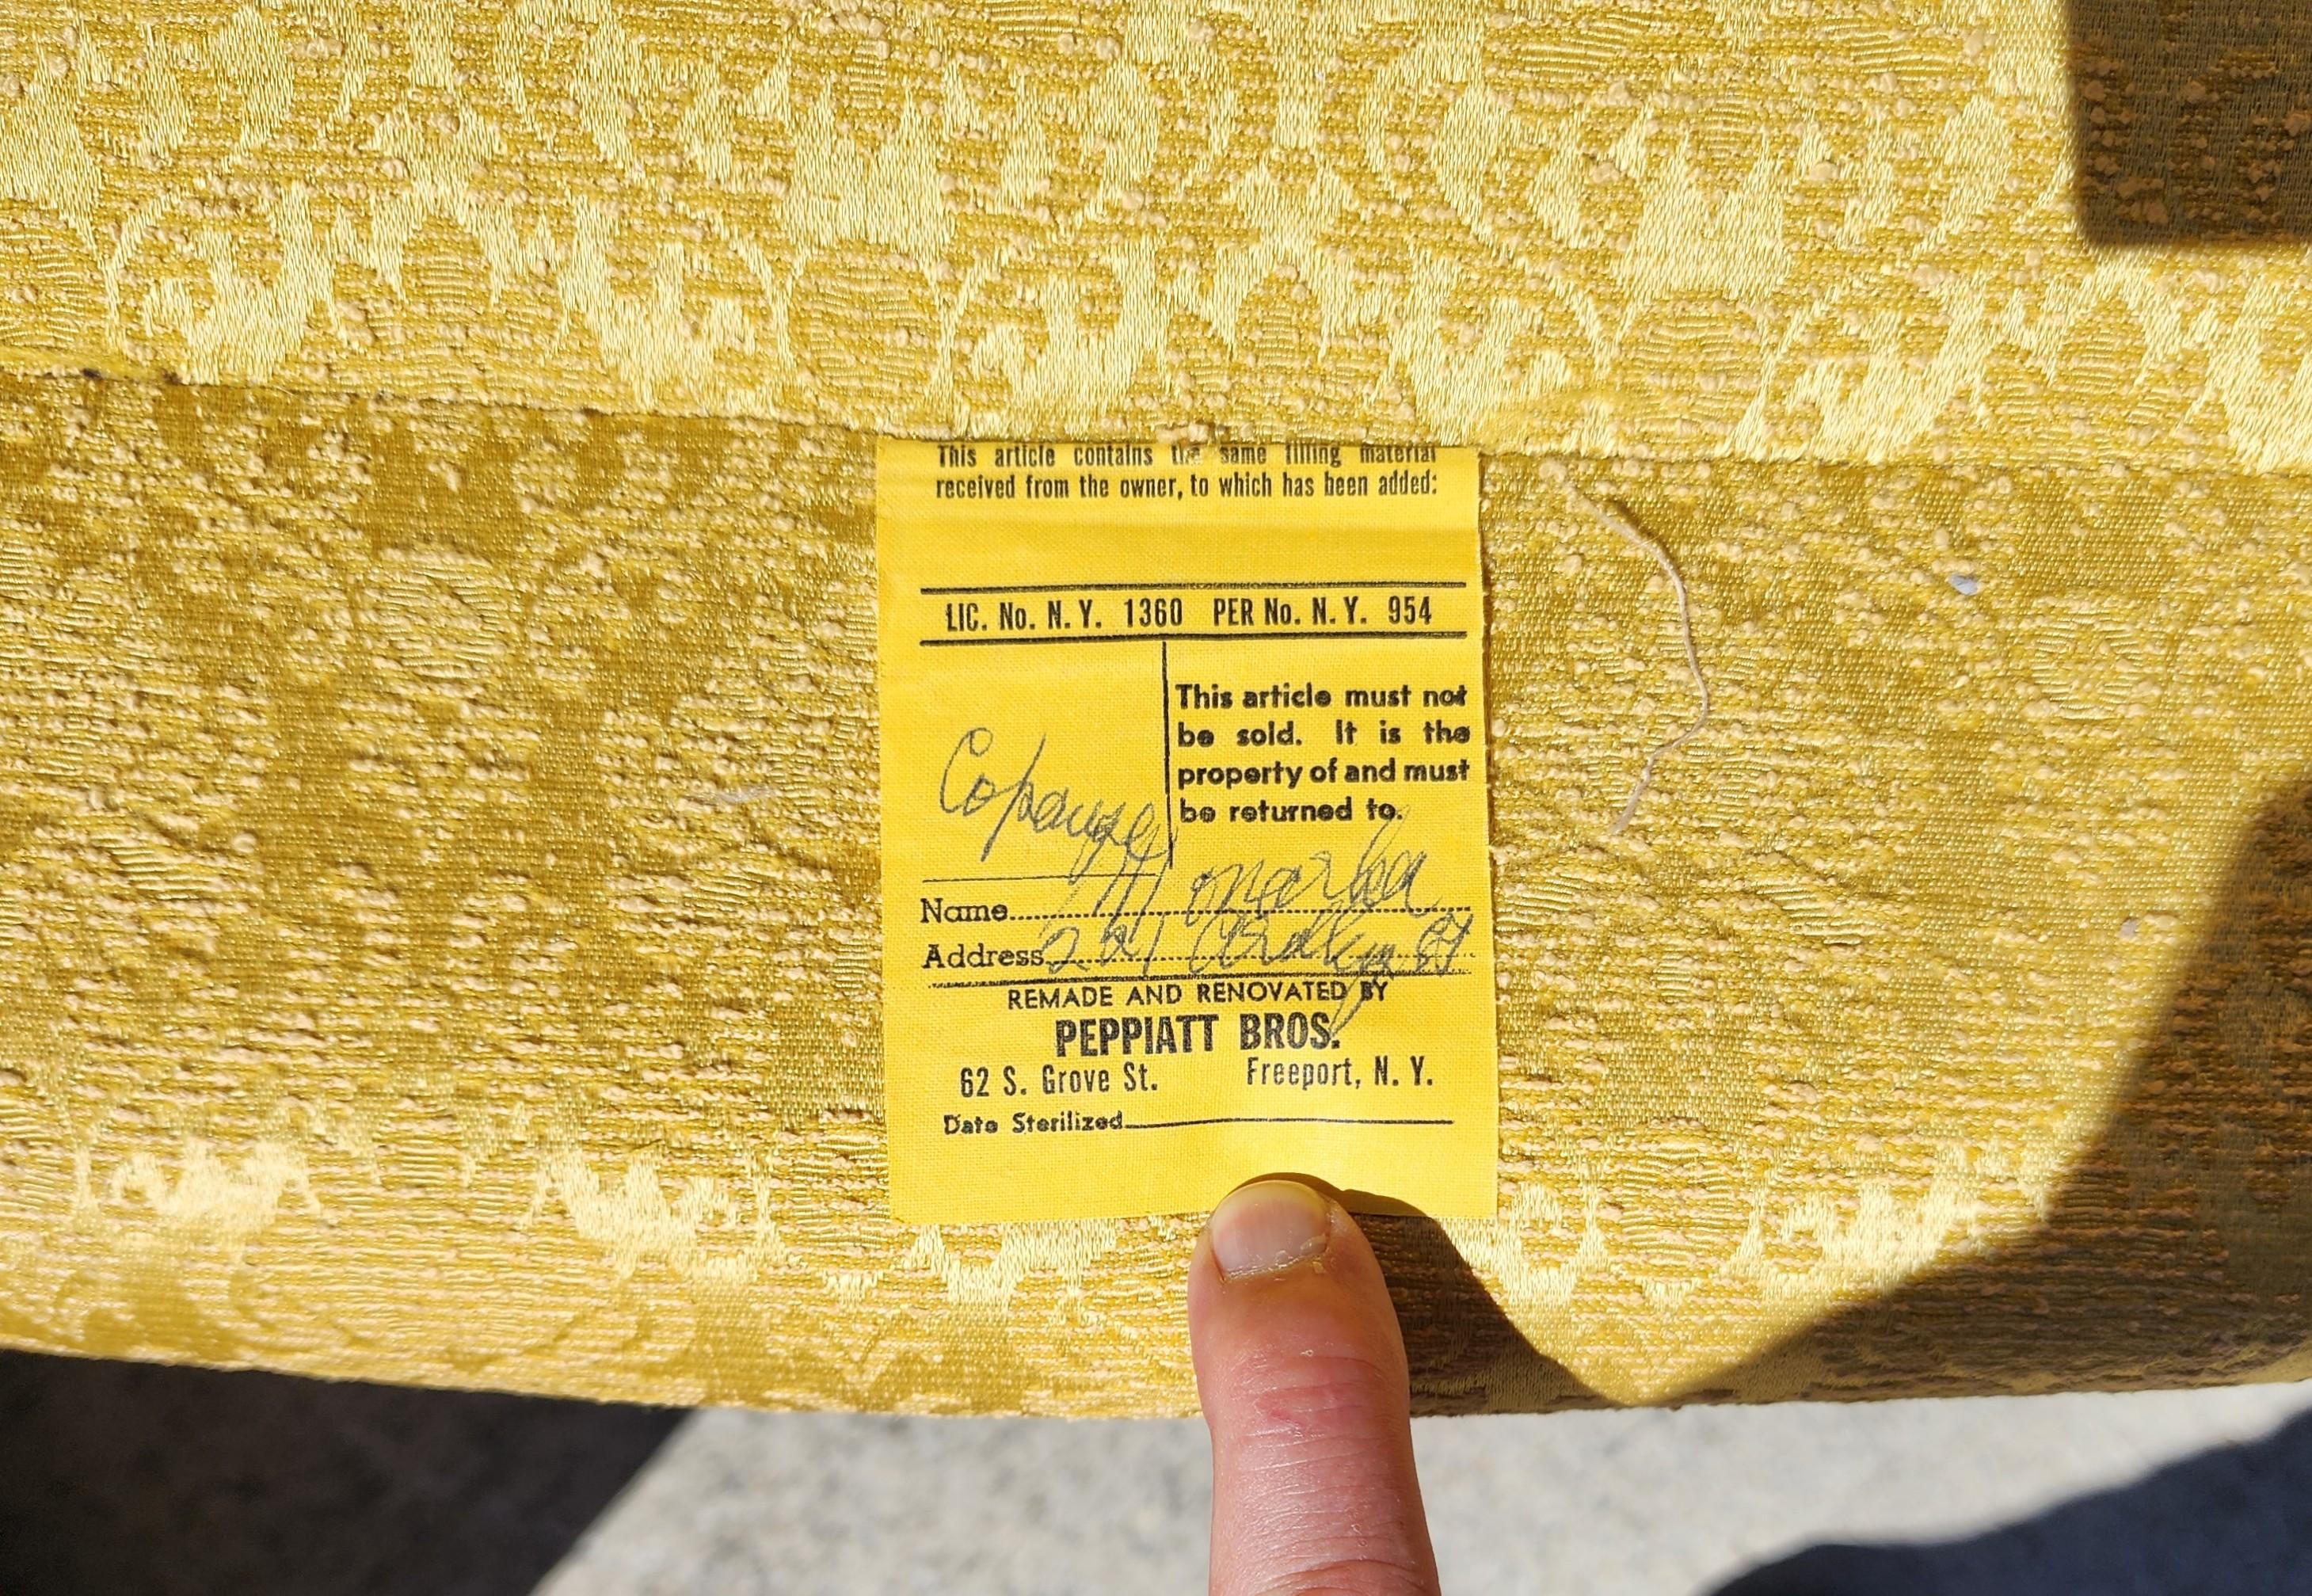 This article contains the same filling material
received from the owner, to which has been added:
LIC. No. N. Y. 1360 PER No. N. Y. 954
This article must not
be sold. It is the
property of and must
be returned to.
Name
Address
REMADE AND RENOVATED BY
PEPPIATT BROS.
62 S. Grove St. Freeport, N. Y.
Date Sterilized